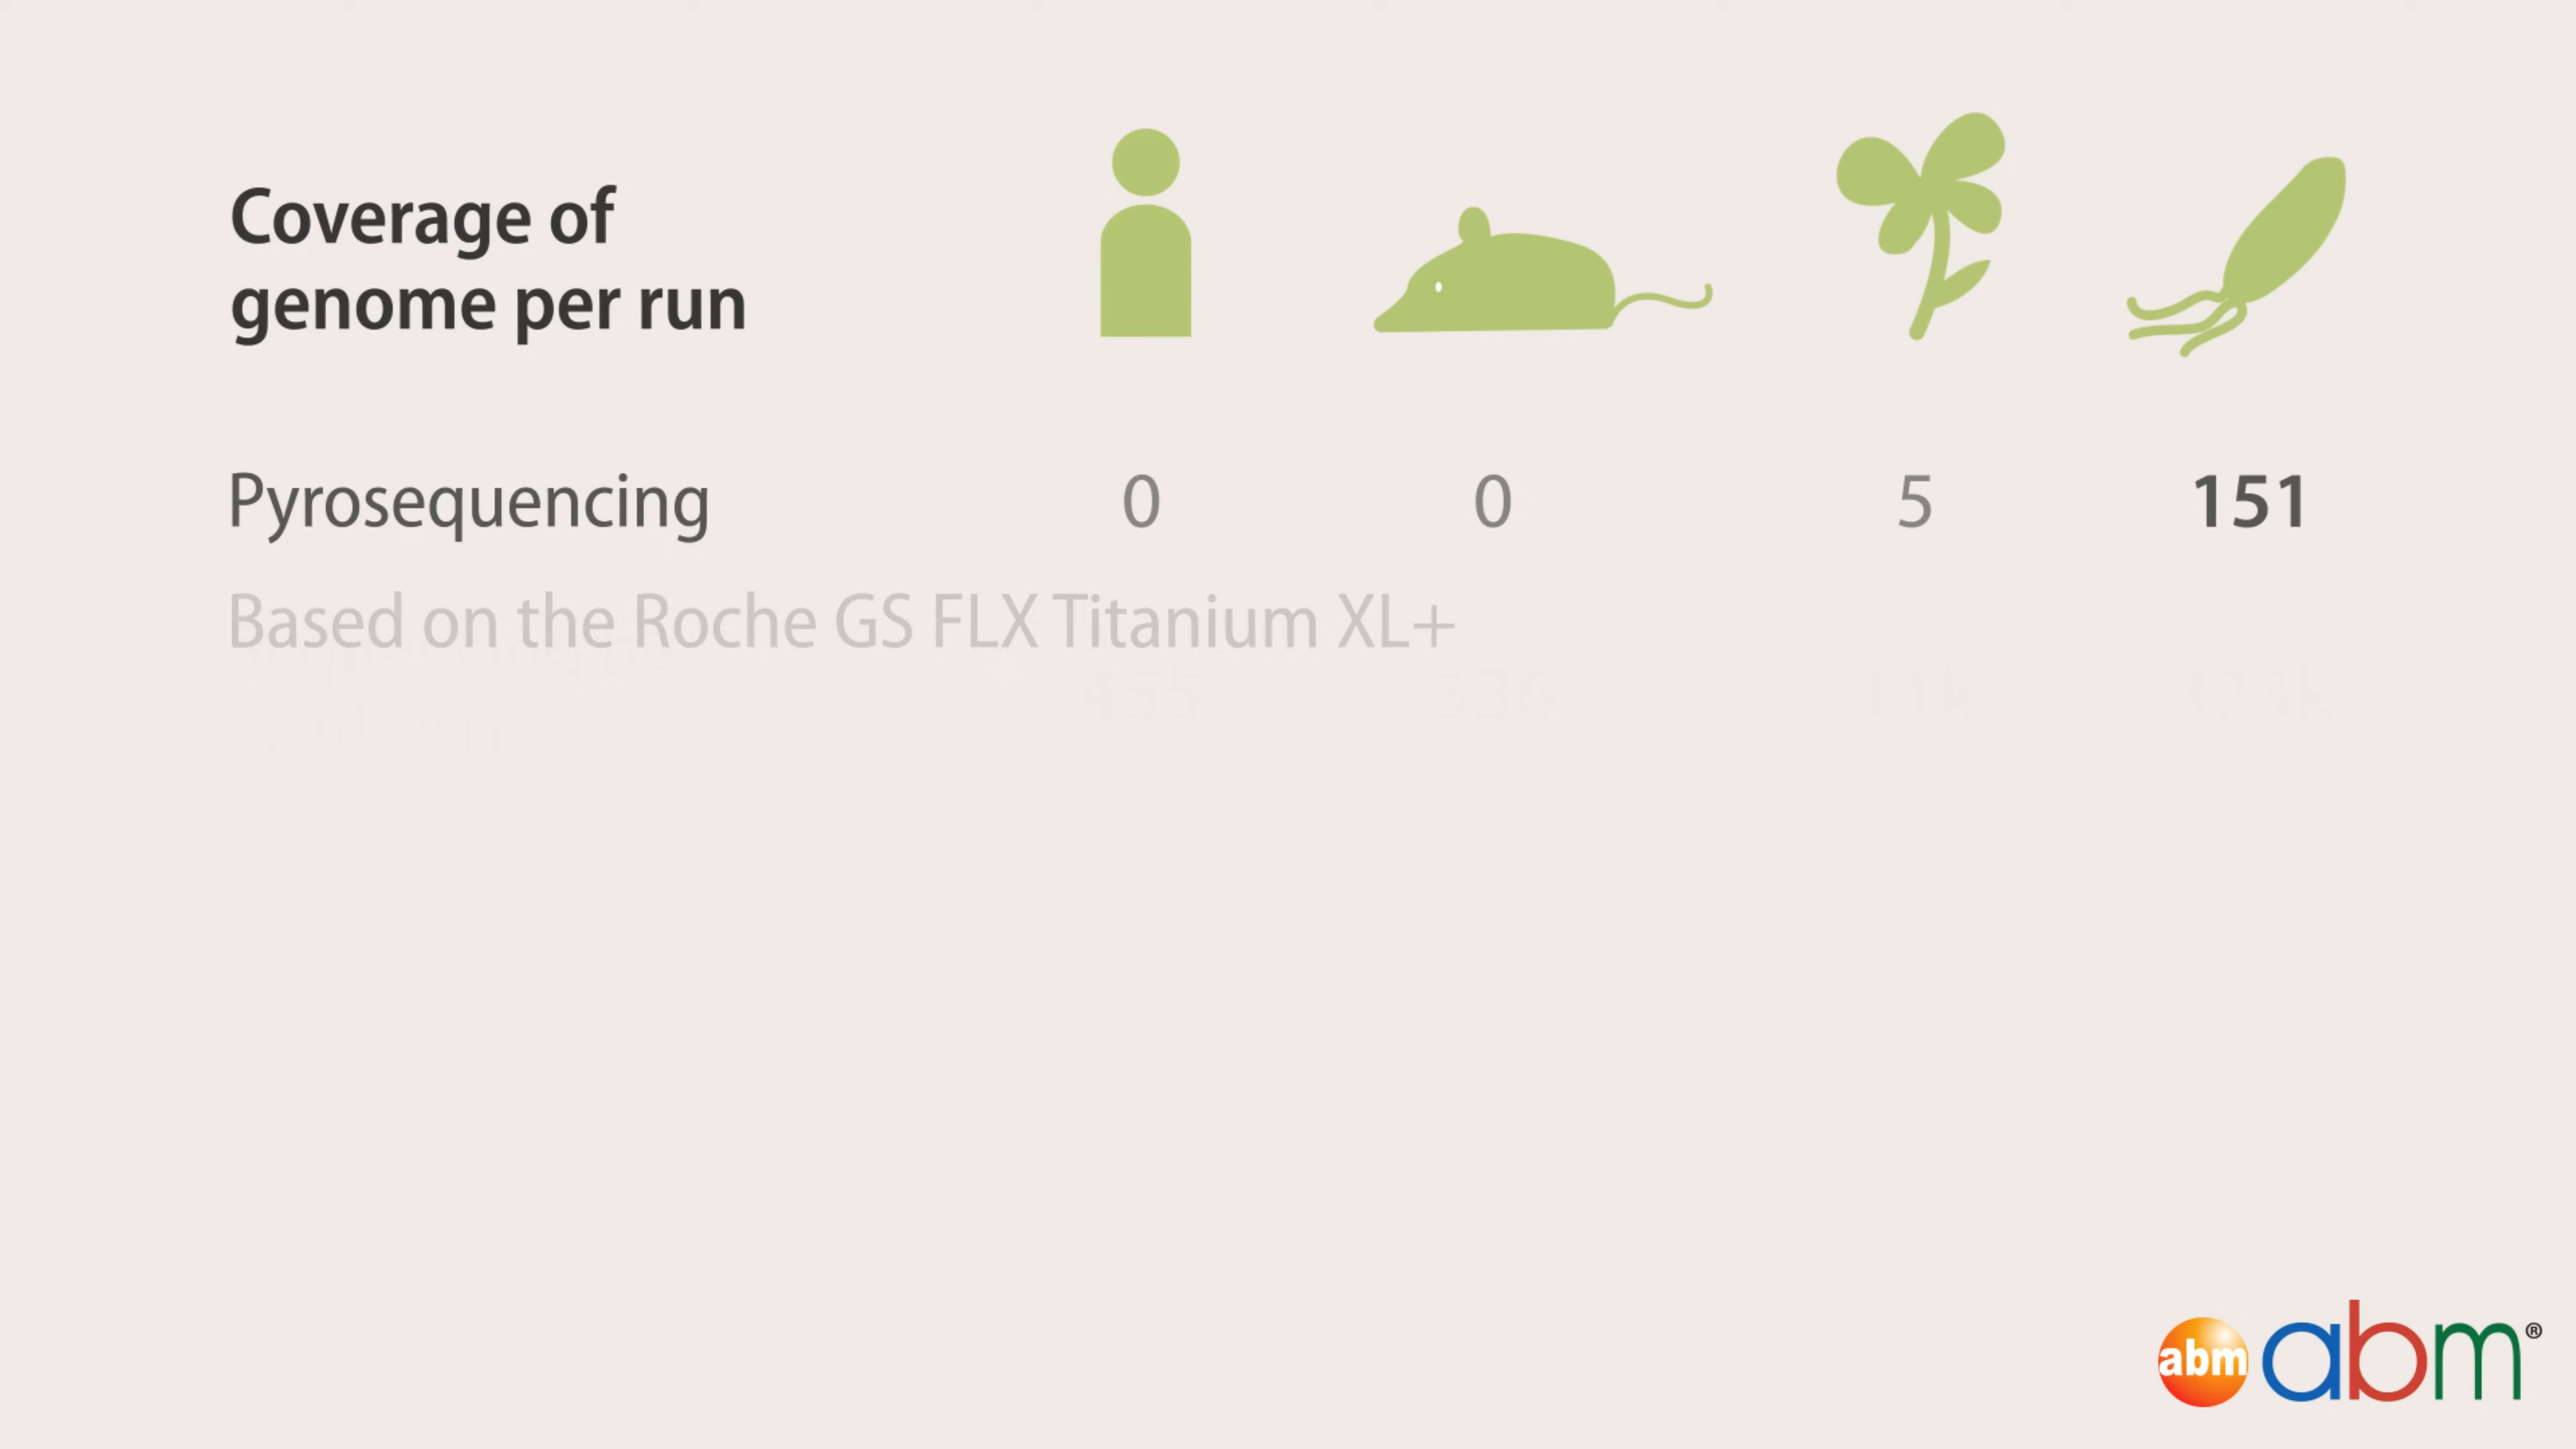 Coverage of
genome per run
Pyrosequencing 0 0 5 151
Based on the Roche GS FLX Titanium XL+
abm abm®